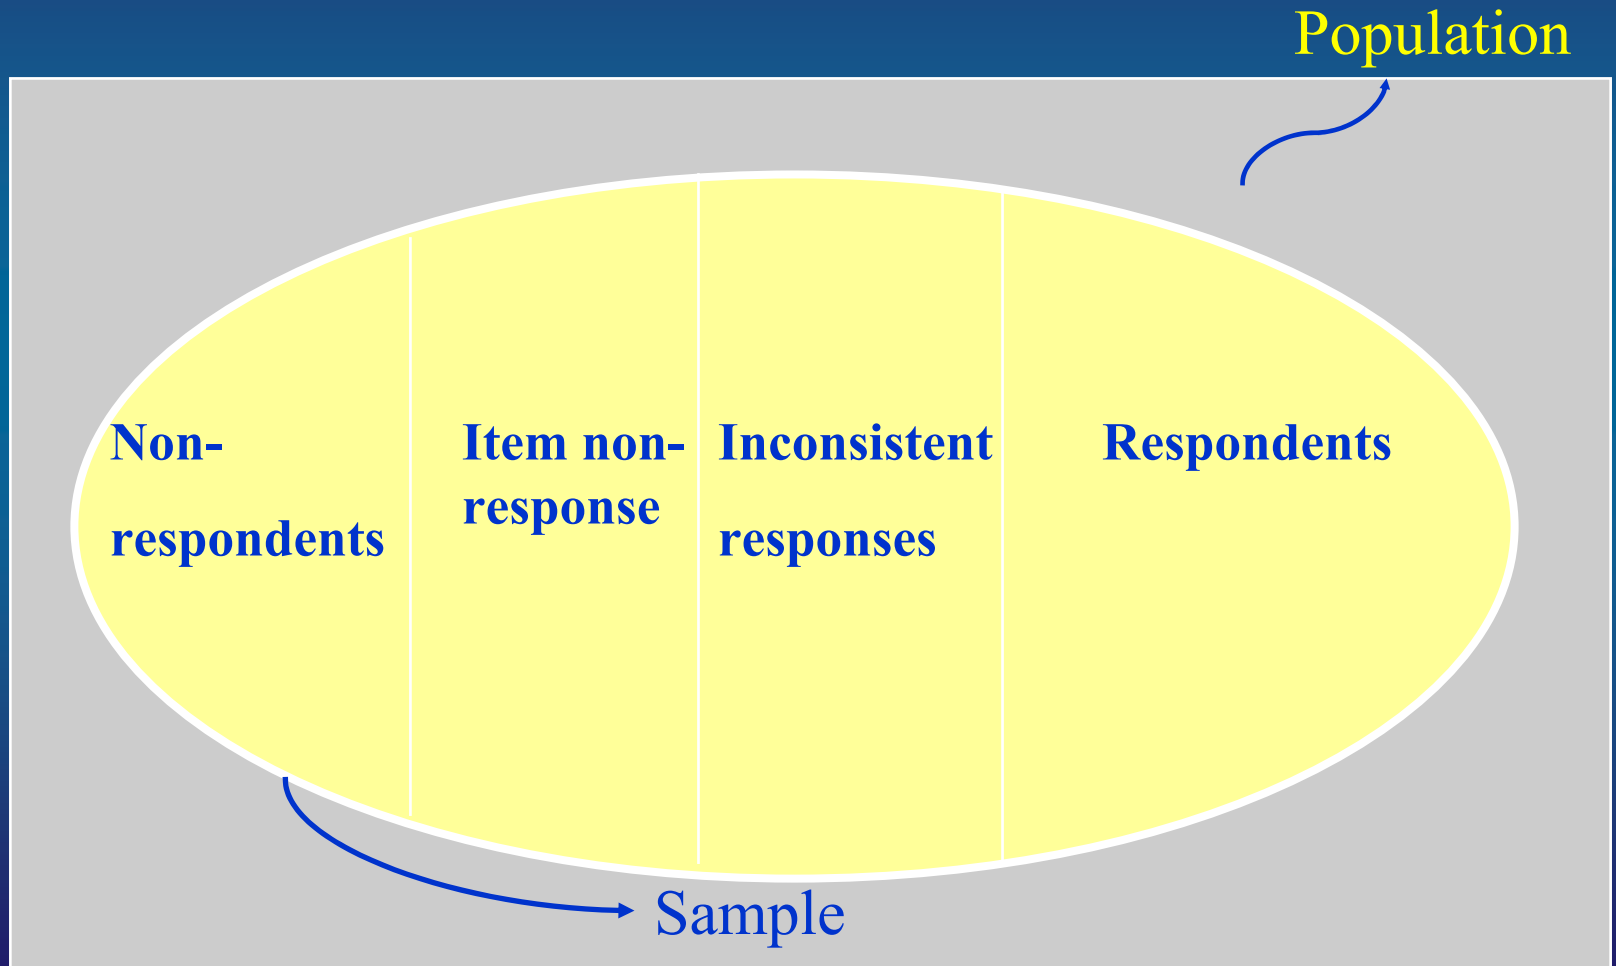 Population
Non-
respondents
Item non-
response
Inconsistent
responses
Respondents
Sample